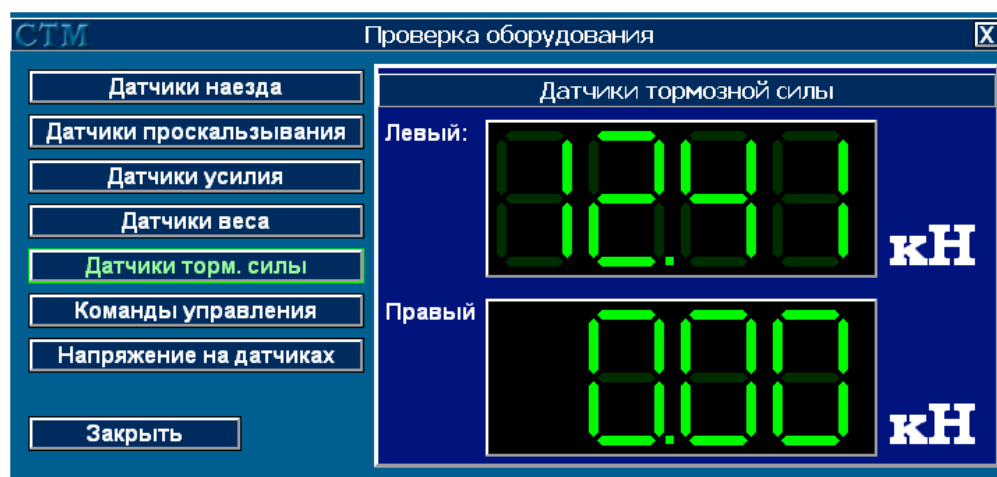 СТМ
Проверка оборудования
X
Датчики наезда
Датчики проскальзывания
Датчики усилия
Датчики веса
Датчики торм. силы
Команды управления
Напряжение на датчиках
Закрыть
Датчики тормозной силы
Левый:
12.41
кН
Правый
0.00
кН